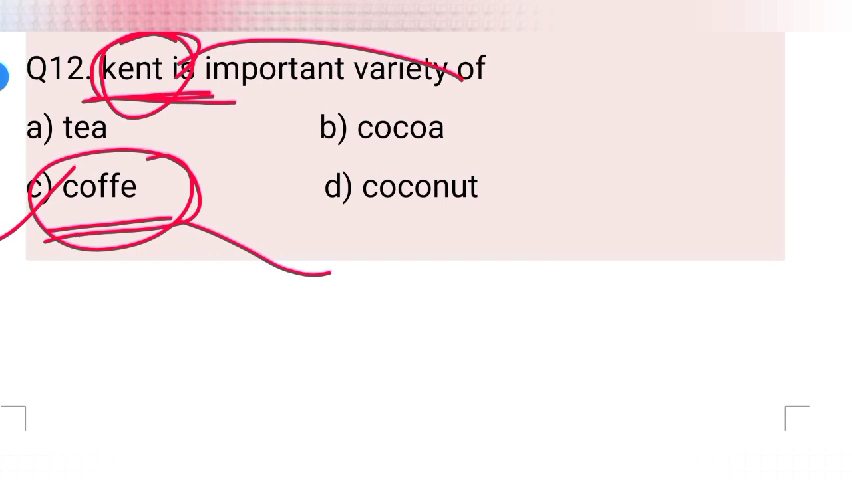 Q12. kent is important variety of
a) tea b) cocoa
c) coffe d) coconut